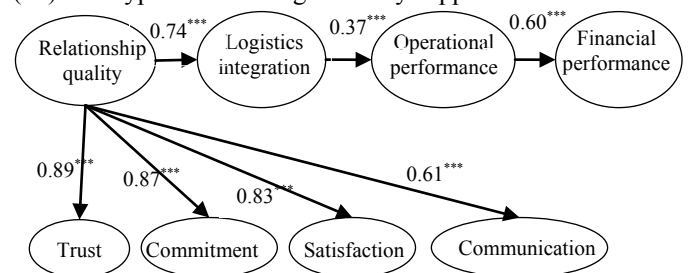 0.74***
0.37***
0.60***
Relationship
quality
Logistics
integration
Operational
performance
Financial
performance
0.89***
0.87***
0.83***
0.61***
Trust
Commitment
Satisfaction
Communication